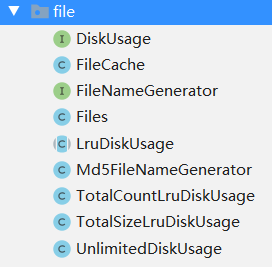 file
DiskUsage
FileCache
FileNameGenerator
Files
LruDiskUsage
Md5FileNameGenerator
TotalCountLruDiskUsage
TotalSizeLruDiskUsage
UnlimitedDiskUsage